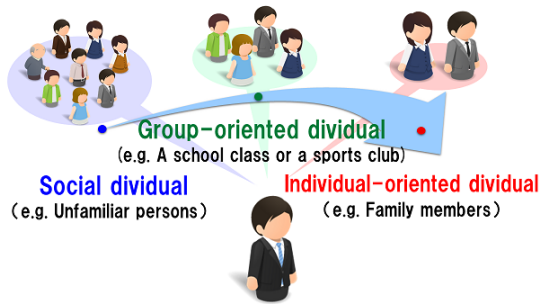 Group-oriented dividual
(e.g. A school class or a sports club)
Social dividual
(e.g. Unfamiliar persons)
Individual-oriented dividual
(e.g. Family members)